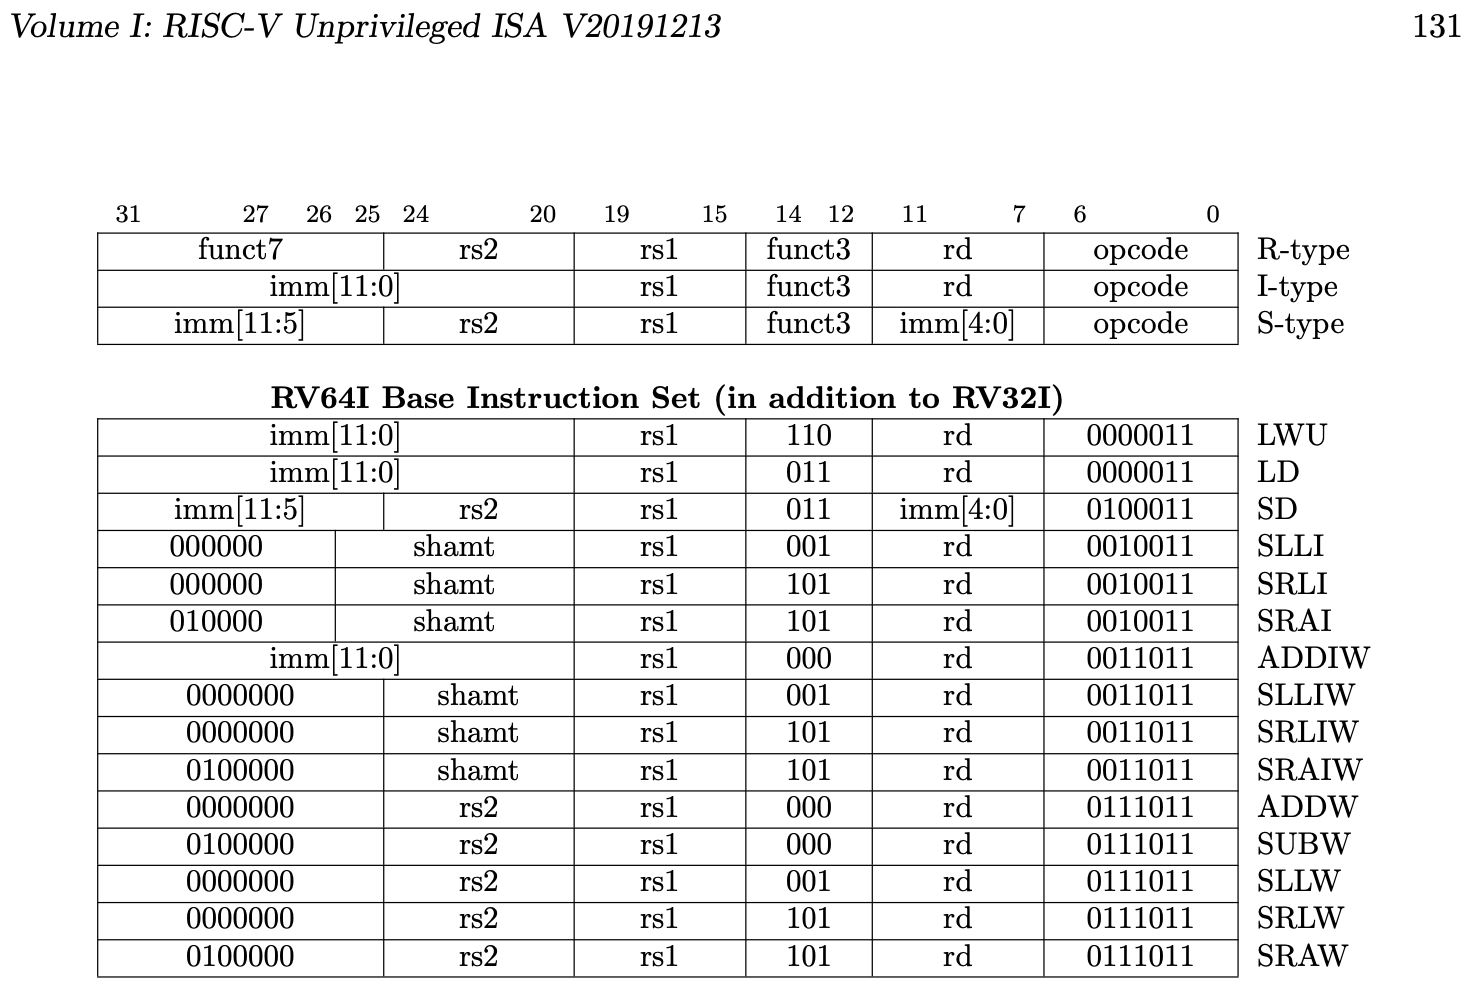 Volume I: RISC-V Unprivileged ISA V20191213 131
31 27 26 25 24 20 19 15 14 12 11 7 6 0
funct7 rs2 rs1 funct3 rd opcode R-type
imm[11:0] rs1 funct3 rd opcode I-type
imm[11:5] rs2 rs1 funct3 imm[4:0] opcode S-type
RV64I Base Instruction Set (in addition to RV32I)
imm[11:0] rs1 110 rd 0000011 LWU
imm[11:0] rs1 011 rd 0000011 LD
imm[11:5] rs2 rs1 011 imm[4:0] 0100011 SD
000000 shamt rs1 001 rd 0010011 SLLI
000000 shamt rs1 101 rd 0010011 SRLI
010000 shamt rs1 101 rd 0010011 SRAI
imm[11:0] rs1 000 rd 0011011 ADDIW
0000000 shamt rs1 001 rd 0011011 SLLIW
0000000 shamt rs1 101 rd 0011011 SRLIW
0100000 shamt rs1 101 rd 0011011 SRAIW
0000000 rs2 rs1 000 rd 0111011 ADDW
0100000 rs2 rs1 000 rd 0111011 SUBW
0000000 rs2 rs1 001 rd 0111011 SLLW
0000000 rs2 rs1 101 rd 0111011 SRLW
0100000 rs2 rs1 101 rd 0111011 SRAW